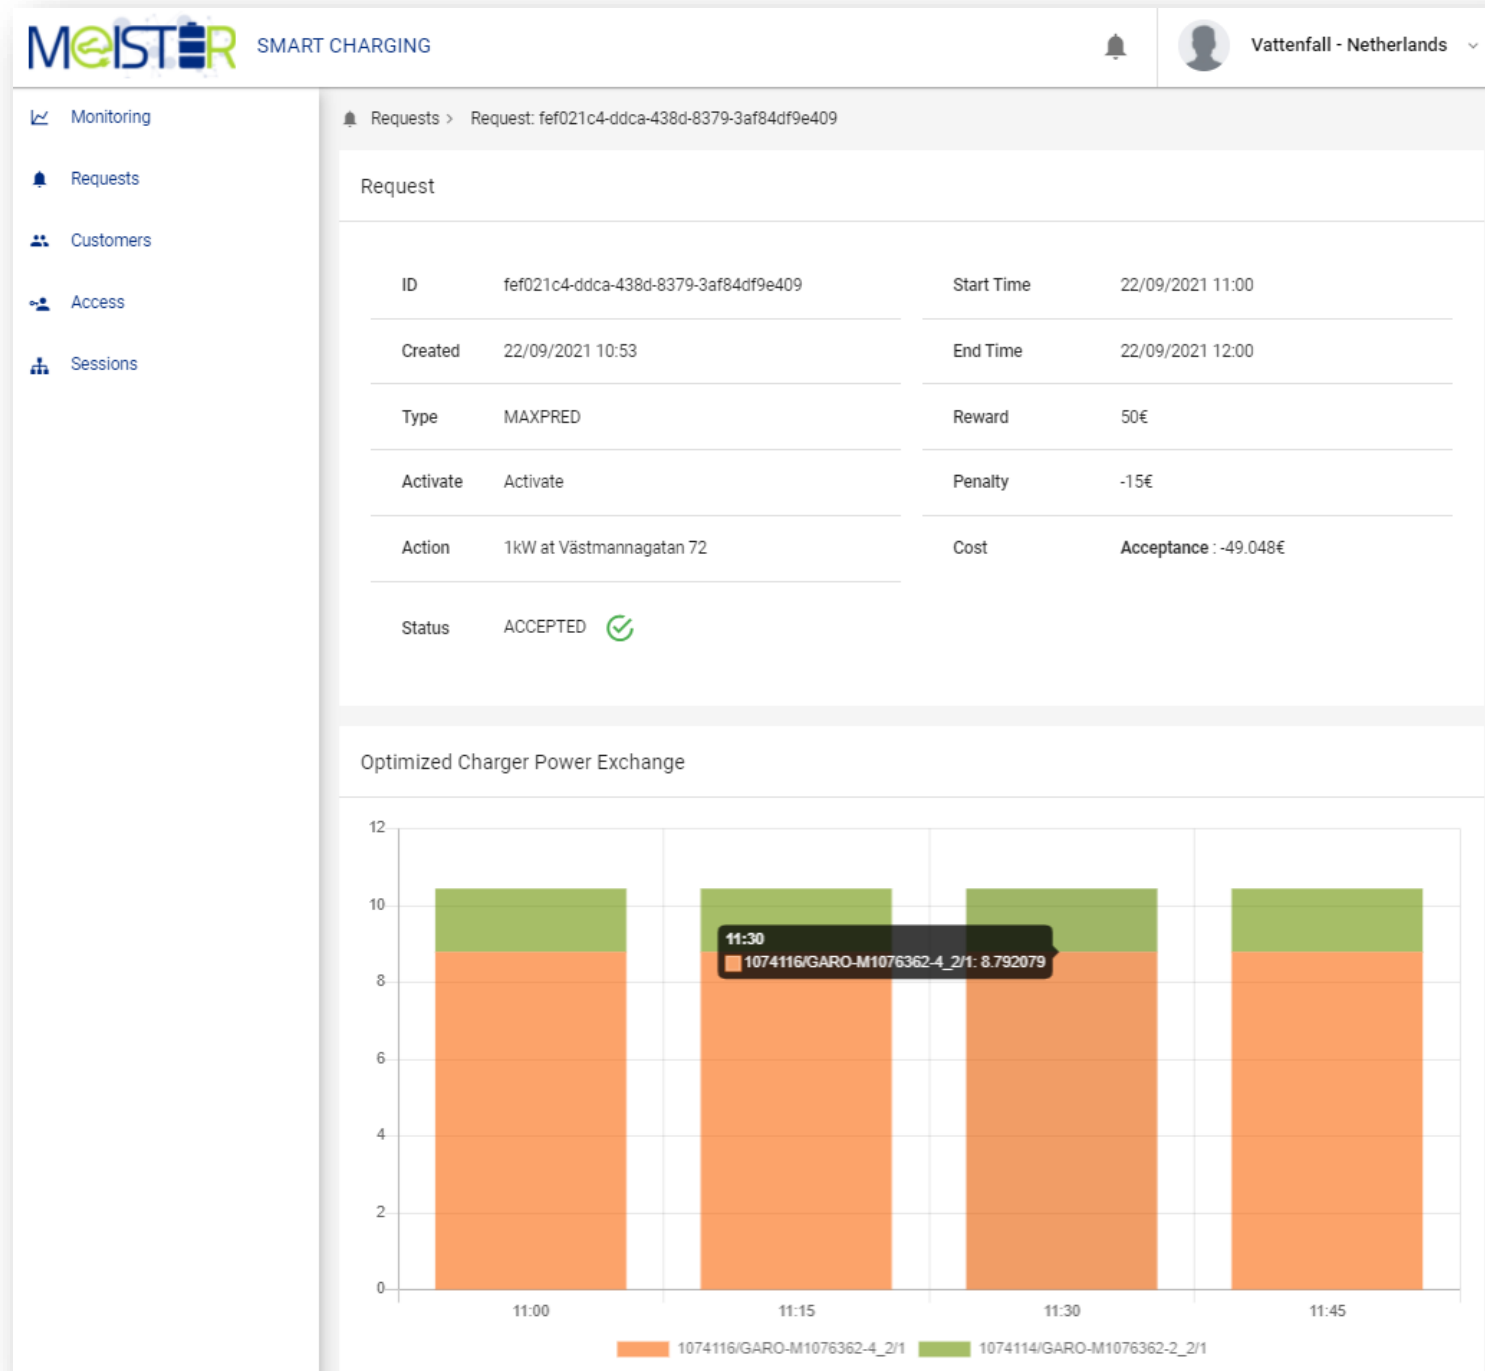 MEISTER SMART CHARGING
Vattenfall - Netherlands
Monitoring
Requests
Customers
Access
Sessions
Requests > Request: fef021c4-ddca-438d-8379-3af84df9e409
Request
ID fef021c4-ddca-438d-8379-3af84df9e409
Start Time 22/09/2021 11:00
Created 22/09/2021 10:53
End Time 22/09/2021 12:00
Type MAXPRED
Reward 50€
Activate Activate
Penalty -15€
Action 1kW at Västmannagatan 72
Cost Acceptance : -49.048€
Status ACCEPTED
Optimized Charger Power Exchange
12
10
8
6
4
2
0
11:30
1074116/GARO-M1076362-4_2/1: 8.792079
11:00 11:15 11:30 11:45
1074116/GARO-M1076362-4_2/1 1074114/GARO-M1076362-2_2/1